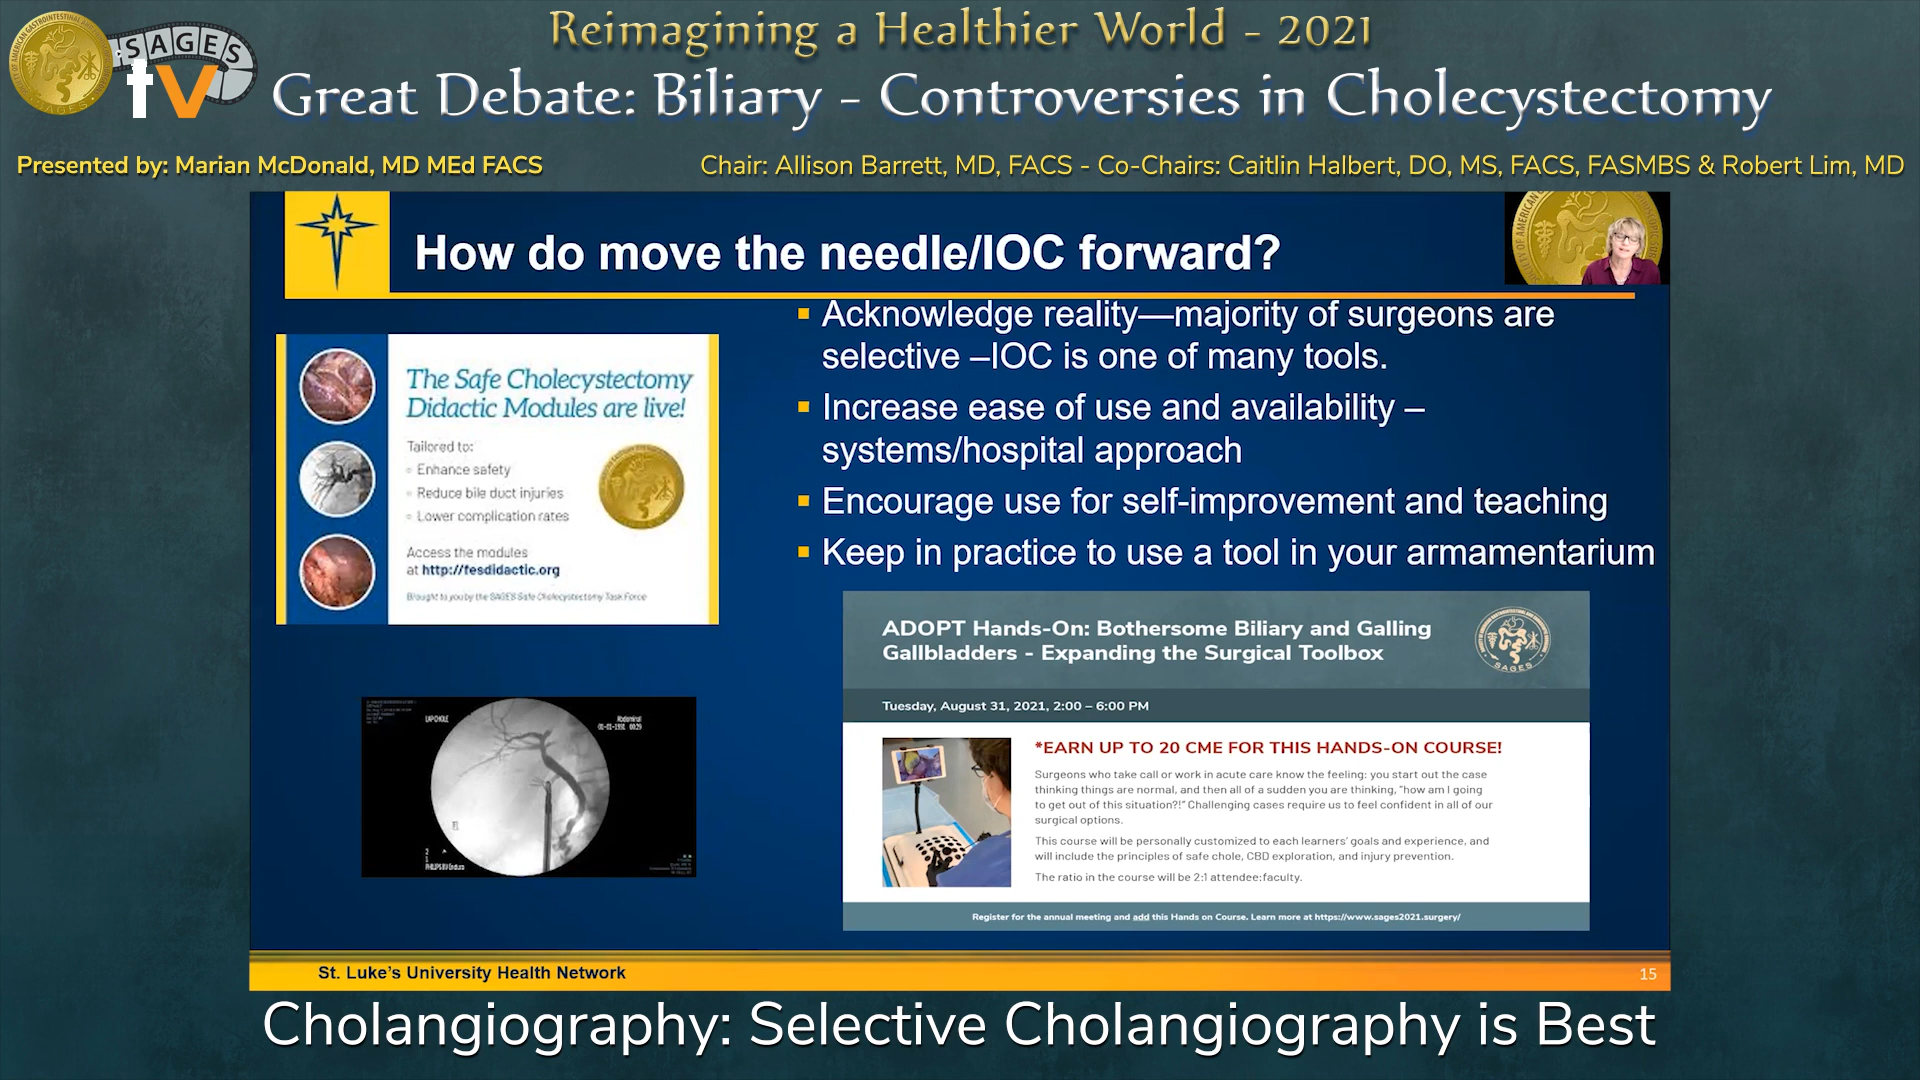 Reimagining a Healthier World - 2021
SAGES
tv
Great Debate: Biliary - Controversies in Cholecystectomy
Presented by: Marian McDonald, MD MEd FACS
Chair: Allison Barrett, MD, FACS - Co-Chairs: Caitlin Halbert, DO, MS, FACS, FASMBS & Robert Lim, MD
How do move the needle/IOC forward?
The Safe Cholecystectomy
Didactic Modules are live!
Tailored to:
Enhance safety
Reduce bile duct injuries
Lower complication rates
Access the modules
at http://fesdidactic.org
Brought to you by the SAGES Safe Cholecystectomy Task Force
Acknowledge reality—majority of surgeons are
selective –IOC is one of many tools.
Increase ease of use and availability –
systems/hospital approach
Encourage use for self-improvement and teaching
Keep in practice to use a tool in your armamentarium
LAP CHOLE
Abdominal
ADOPT Hands-On: Bothersome Biliary and Galling
Gallbladders - Expanding the Surgical Toolbox
SAGES
Tuesday, August 31, 2021, 2:00 – 6:00 PM
*EARN UP TO 20 CME FOR THIS HANDS-ON COURSE!
Surgeons who take call or work in acute care know the feeling: you start out the case
thinking things are normal, and then all of a sudden you are thinking, "how am I going
to get out of this situation?!" Challenging cases require us to feel confident in all of our
surgical options.
This course will be personally customized to each learners' goals and experience, and
will include the principles of safe chole, CBD exploration, and injury prevention.
The ratio in the course will be 2:1 attendee:faculty.
Register for the annual meeting and add this Hands on Course. Learn more at https://www.sages2021.surgery/
St. Luke's University Health Network
15
Cholangiography: Selective Cholangiography is Best